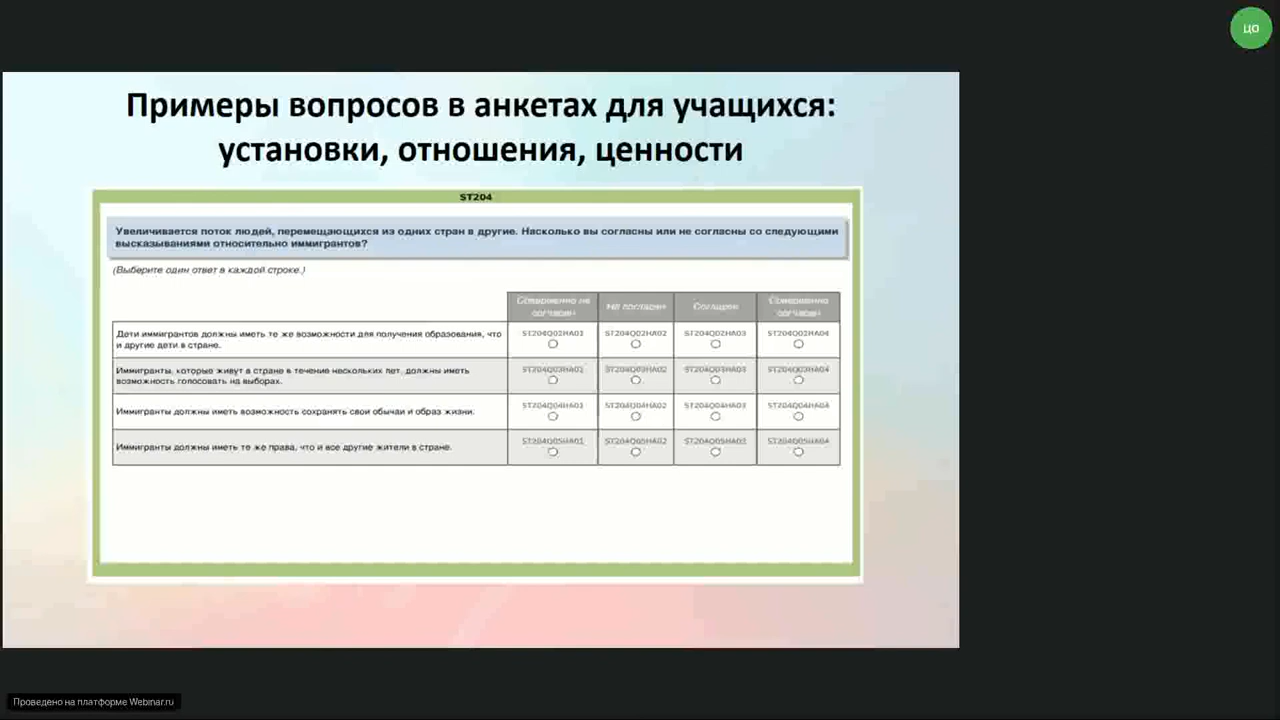 ЦО
Примеры вопросов в анкетах для учащихся:
установки, отношения, ценности
ST204
Увеличивается поток людей, перемещающихся из одних стран в другие. Насколько вы согласны или не согласны со следующими
высказываниями относительно иммигрантов?
(Выберите один ответ в каждой строке.)
Совершенно не согласен Не согласен Согласен Совершенно согласен
Дети иммигрантов должны иметь те же возможности для получения образования, что
и другие дети в стране.
ST204Q02HA01 ST204Q02HA02 ST204Q02HA03 ST204Q02HA04
Иммигранты, которые живут в стране в течение нескольких лет, должны иметь
возможность голосовать на выборах.
ST204Q03HA01 ST204Q03HA02 ST204Q03HA03 ST204Q03HA04
Иммигранты должны иметь возможность сохранять свои обычаи и образ жизни.
ST204Q04HA01 ST204Q04HA02 ST204Q04HA03 ST204Q04HA04
Иммигранты должны иметь те же права, что и все другие жители в стране.
ST204Q05HA01 ST204Q05HA02 ST204Q05HA03 ST204Q05HA04
Проведено на платформе Webinar.ru